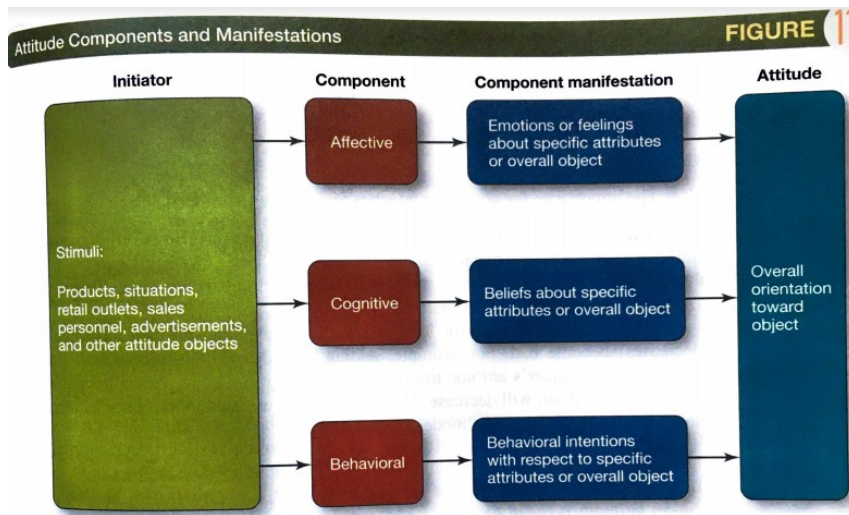 Attitude Components and Manifestations
FIGURE 11
Initiator
Component
Component manifestation
Attitude
Stimuli:
Products, situations,
retail outlets, sales
personnel, advertisements,
and other attitude objects
Affective
Emotions or feelings
about specific attributes
or overall object
Cognitive
Beliefs about specific
attributes or overall object
Behavioral
Behavioral intentions
with respect to specific
attributes or overall object
Overall
orientation
toward
object